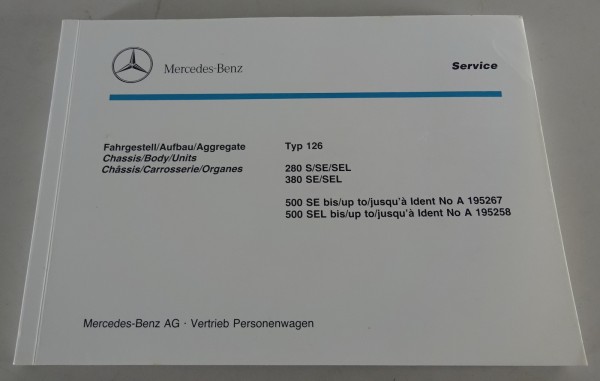 Mercedes-Benz
Service
Fahrgestell/Aufbau/Aggregate
Chassis/Body/Units
Châssis/Carrosserie/Organes
Typ 126
280 S/SE/SEL
380 SE/SEL
500 SE bis/up to/jusqu'à Ident No A 195267
500 SEL bis/up to/jusqu'à Ident No A 195258
Mercedes-Benz AG · Vertrieb Personenwagen